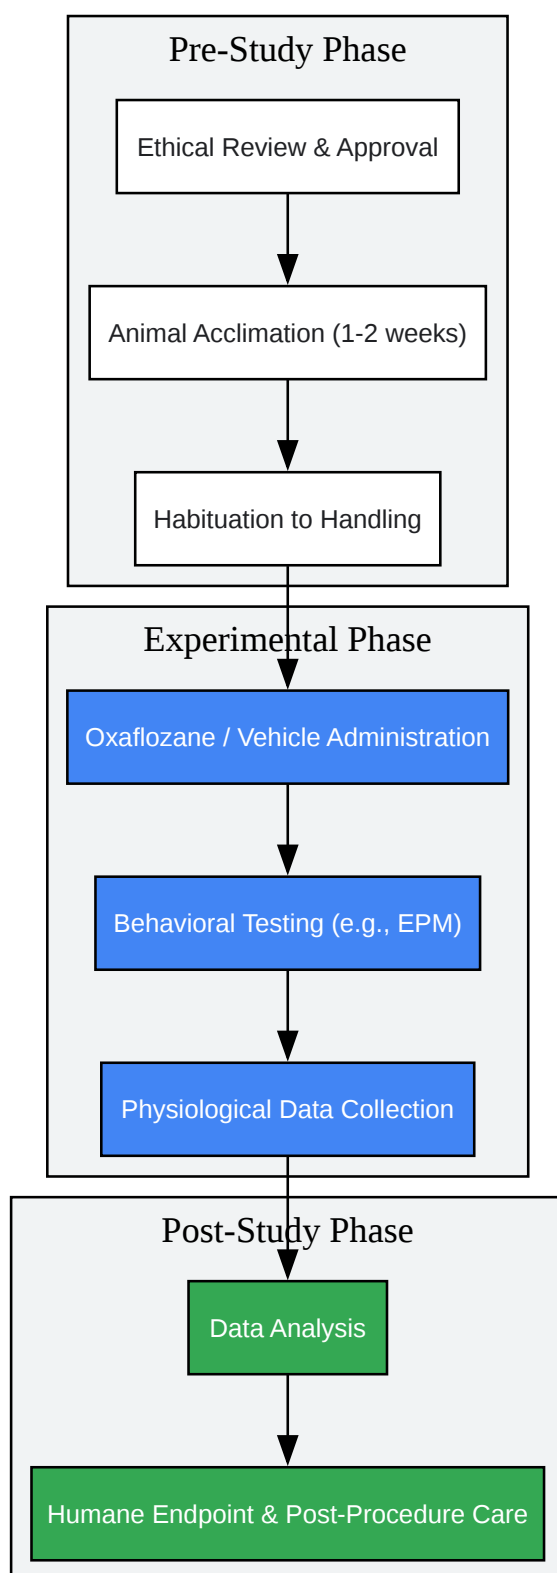 Pre-Study Phase
Ethical Review & Approval
Animal Acclimation (1-2 weeks)
Habituation to Handling
Experimental Phase
Oxaflozane / Vehicle Administration
Behavioral Testing (e.g., EPM)
Physiological Data Collection
Post-Study Phase
Data Analysis
Humane Endpoint & Post-Procedure Care